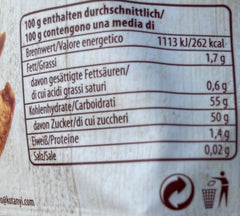 100 g enthalten durchschnittlich/
100 g contengono una media di
Brennwert/Valore energetico 1113 kJ/262 kcal
Fett/Grassi 1,7 g
davon gesättigte Fettsäuren/
di cui acidi grassi saturi 0,6 g
Kohlenhydrate/Carboidrati 55 g
davon Zucker/di cui zuccheri 50 g
Eiweiß/Proteine 1,4 g
Salz/Sale 0,02 g
@kotanyi.com